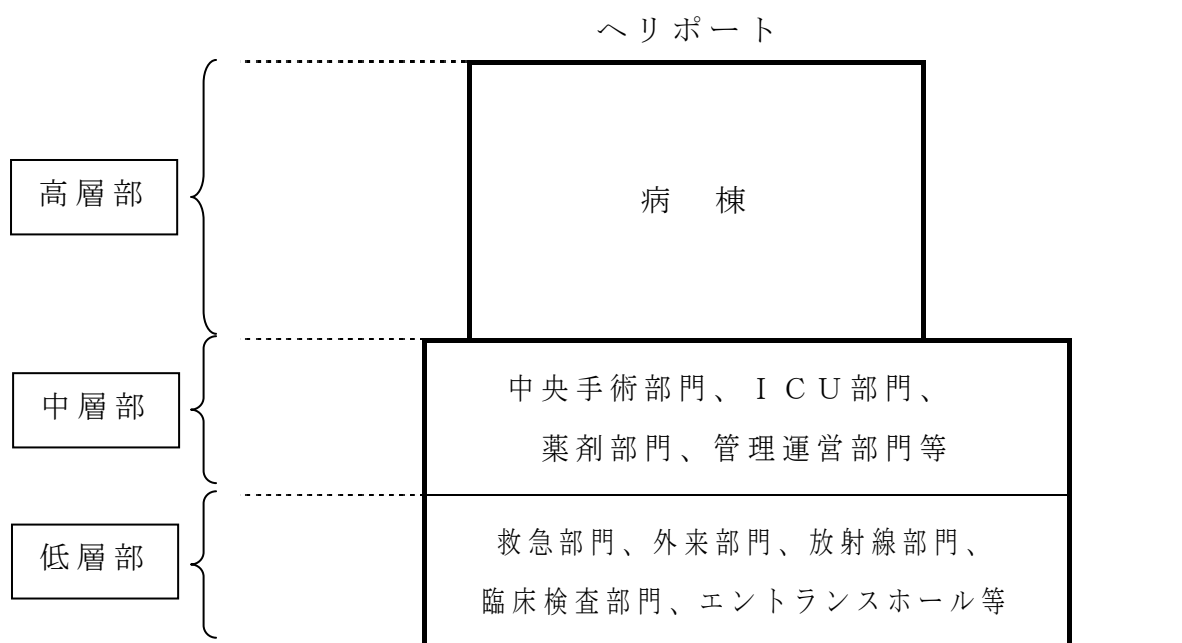 ヘリポート
高層部
病　棟
中層部
中央手術部門、ＩＣＵ部門、
薬剤部門、管理運営部門等
低層部
救急部門、外来部門、放射線部門、
臨床検査部門、エントランスホール等